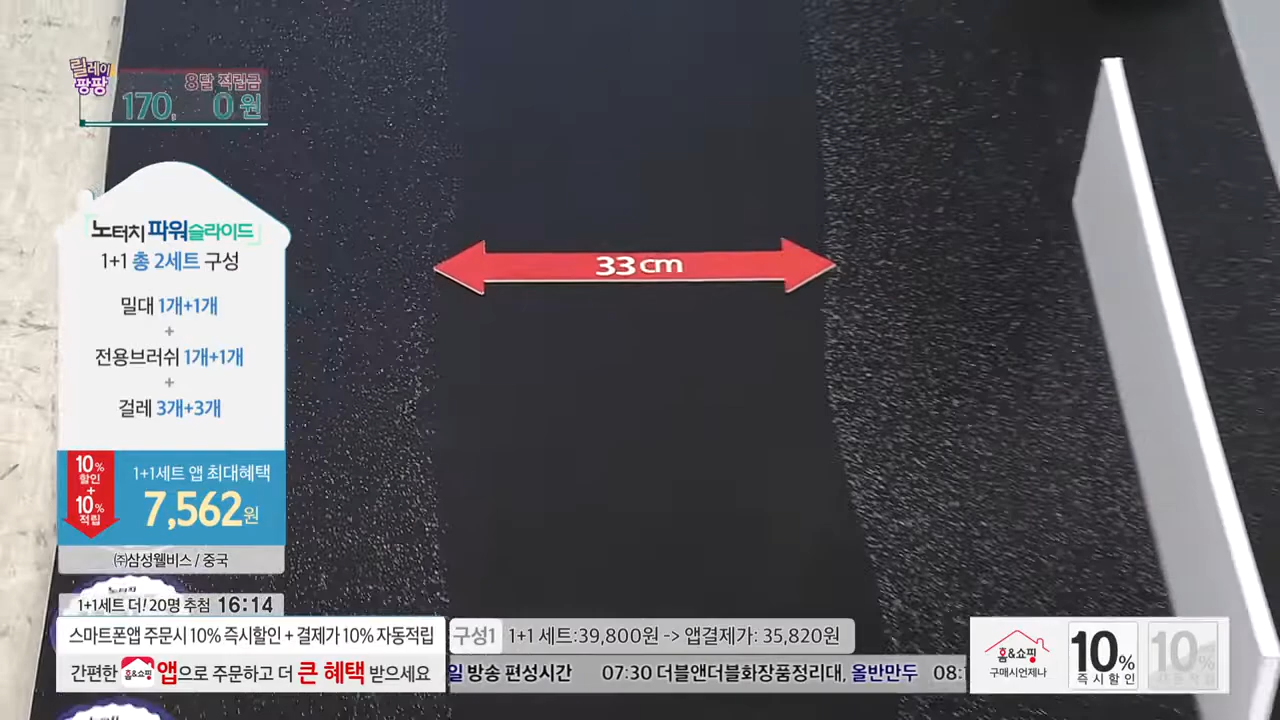 릴레이
팡팡
8달 적립금
170, 0원
33cm
노터치 파워슬라이드
1+1 총 2세트 구성
밀대 1개+1개
+
전용브러쉬 1개+1개
+
걸레 3개+3개
10%
할인
+
10%
적립
1+1세트 앱 최대혜택
7,562원
㈜삼성웰비스 / 중국
1+1세트 더! 20명 추첨 16:14
스마트폰앱 주문시 10% 즉시할인 + 결제가 10% 자동적립
간편한 홈&쇼핑 앱으로 주문하고 더 큰 혜택 받으세요
구성1 1+1 세트:39,800원 -> 앱결제가: 35,820원
일 방송 편성시간 07:30 더블앤더블화장품정리대, 올반만두 08:
홈&쇼핑
구매시언제나
10%
즉시할인
10%